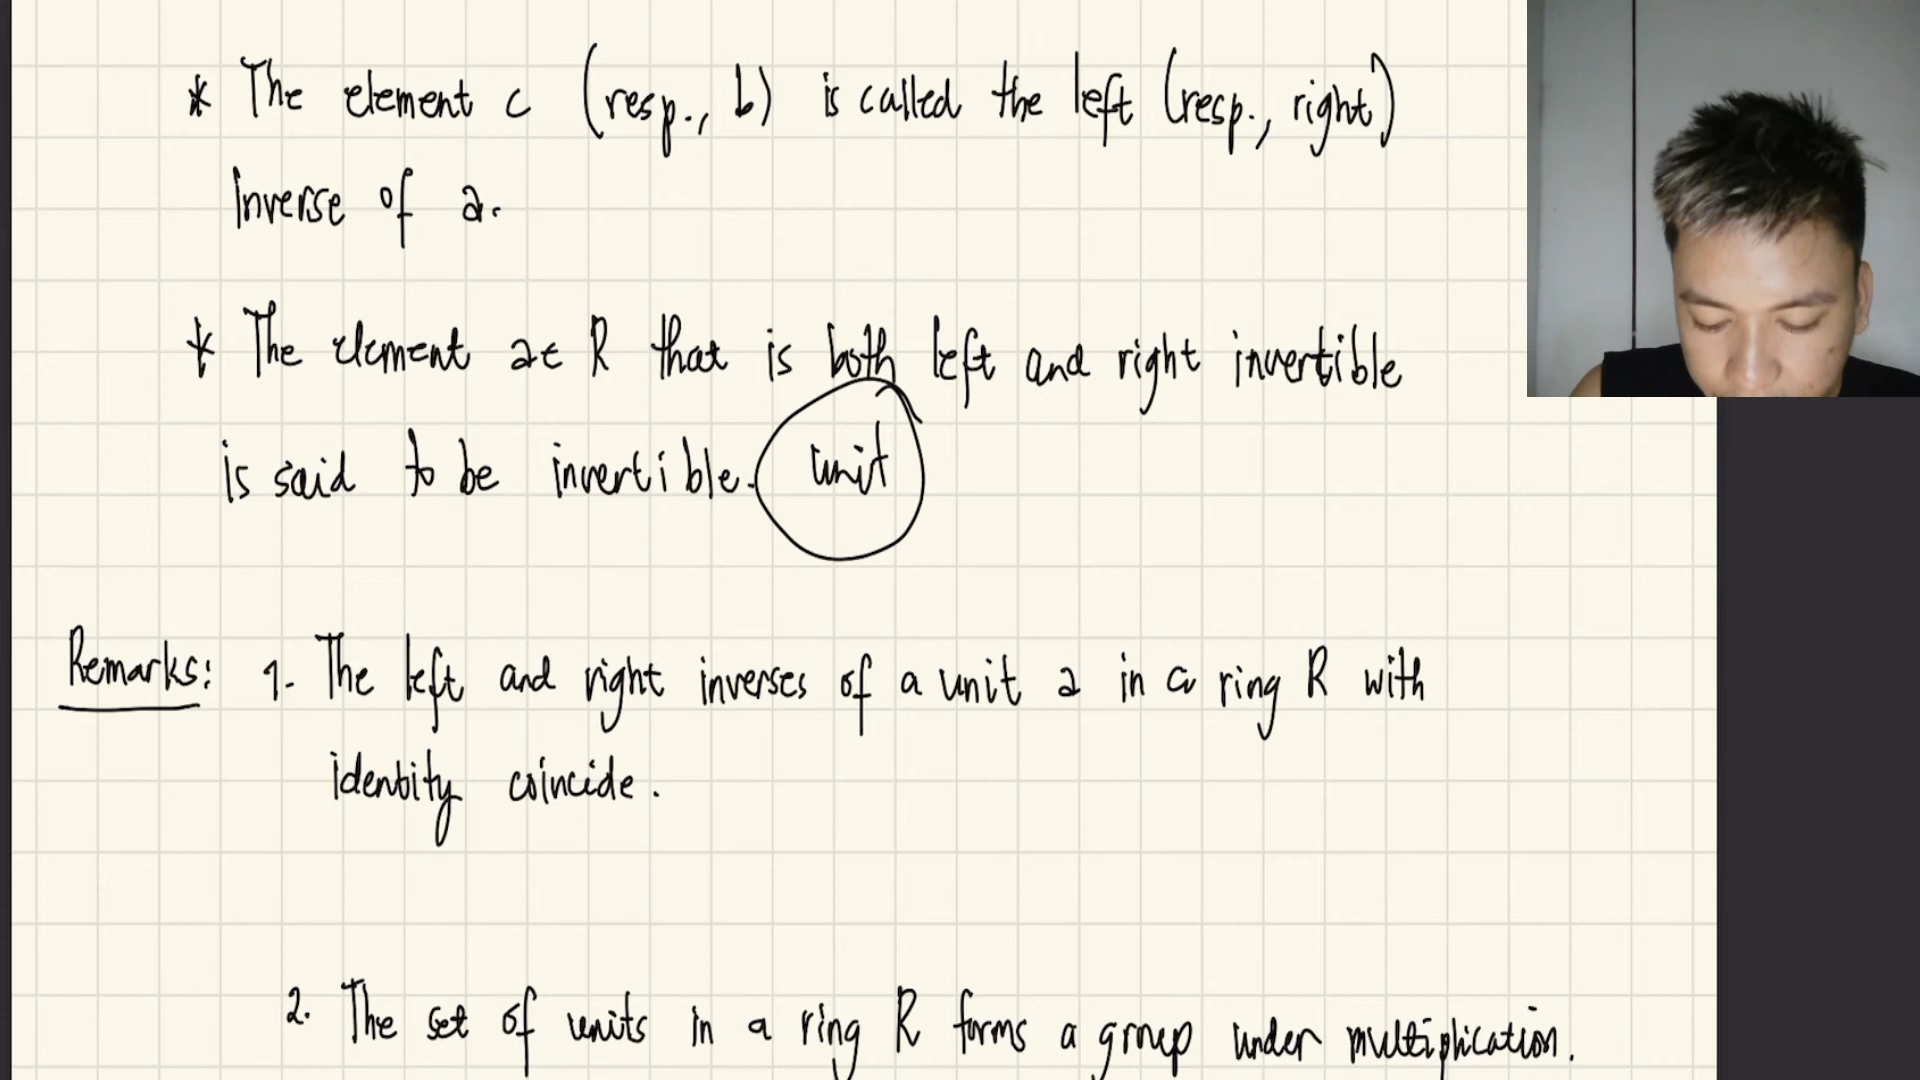 * The element c (resp., b) is called the left (resp., right)
Inverse of a.
* The element a ∈ R that is both left and right invertible
is said to be invertible. unit
Remarks: 1. The left and right inverses of a unit a in a ring R with
identity coincide.
2. The set of units in a ring R forms a group under multiplication.